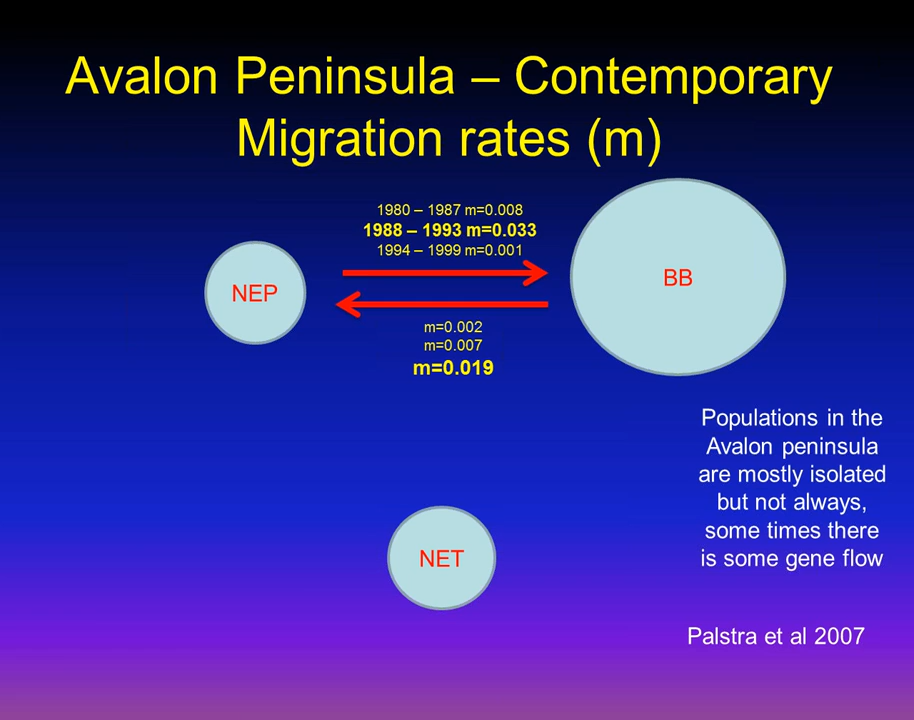 Avalon Peninsula – Contemporary
Migration rates (m)
1980 – 1987 m=0.008
1988 – 1993 m=0.033
1994 – 1999 m=0.001
NEP
BB
m=0.002
m=0.007
m=0.019
Populations in the
Avalon peninsula
are mostly isolated
but not always,
some times there
is some gene flow
NET
Palstra et al 2007